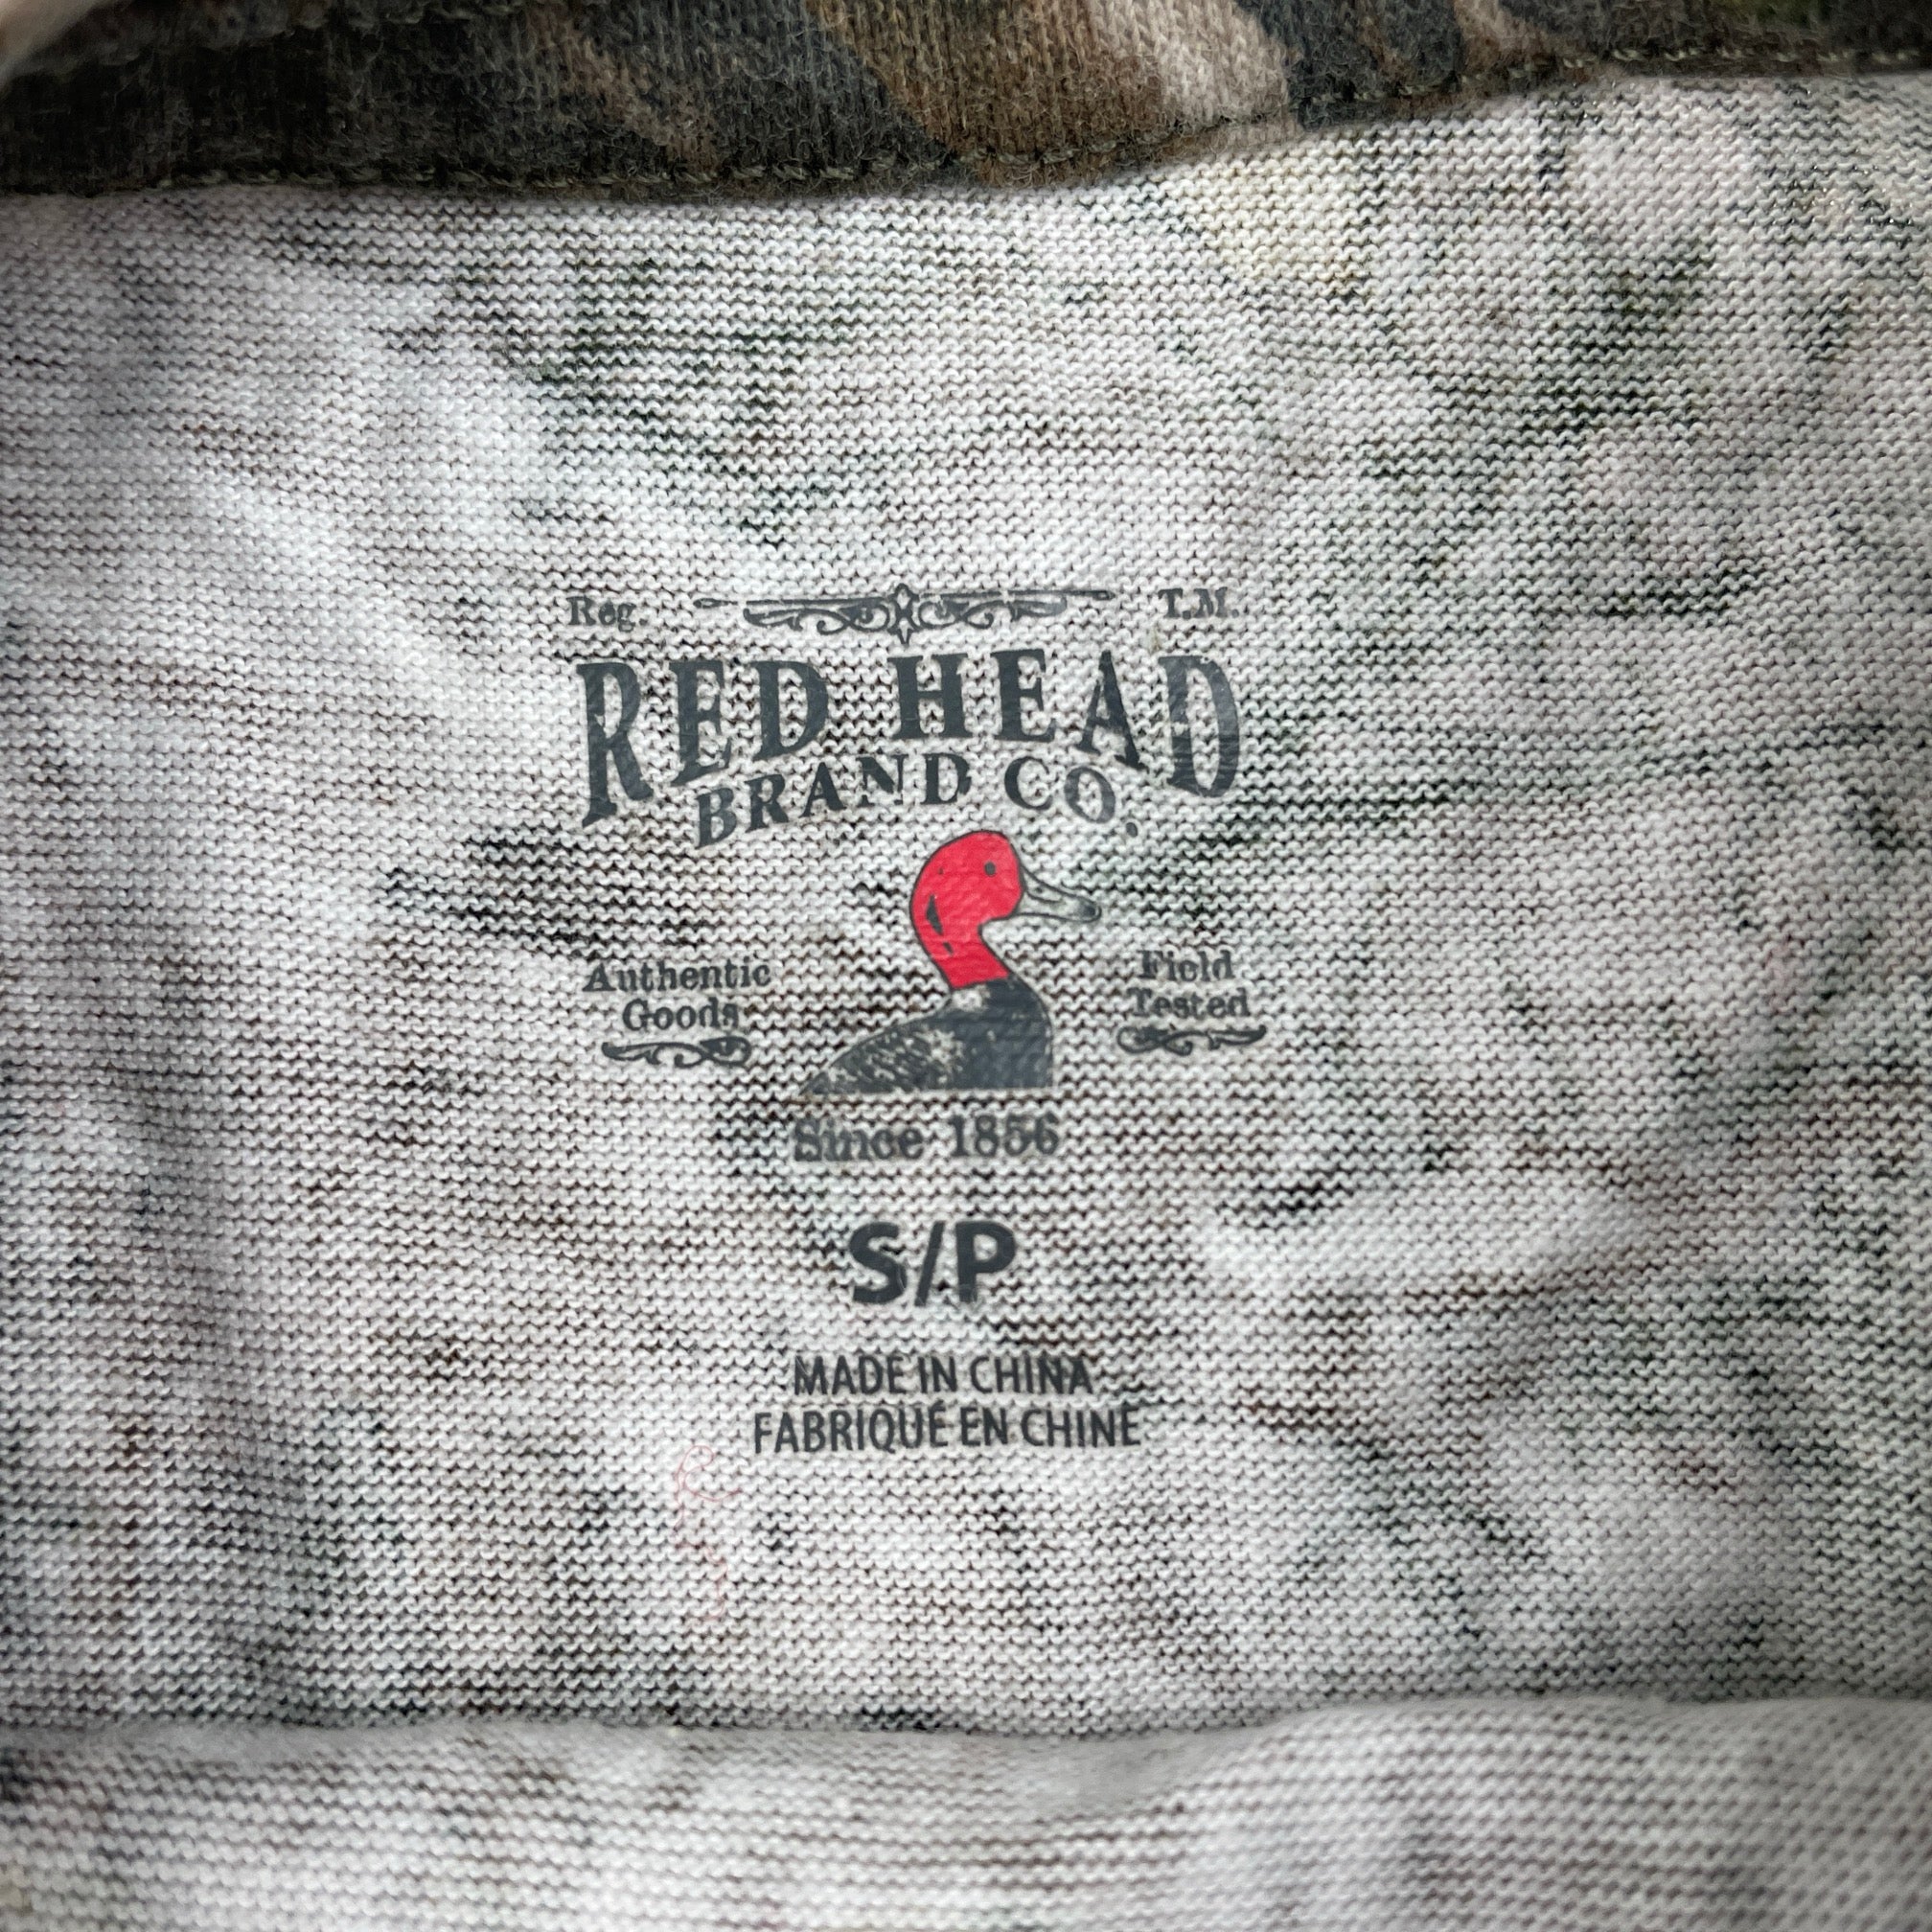 Reg. T.M.
RED HEAD
BRAND CO.
Authentic
Goods
Field
Tested
Since 1856
S/P
MADE IN CHINA
FABRIQUÉ EN CHINE